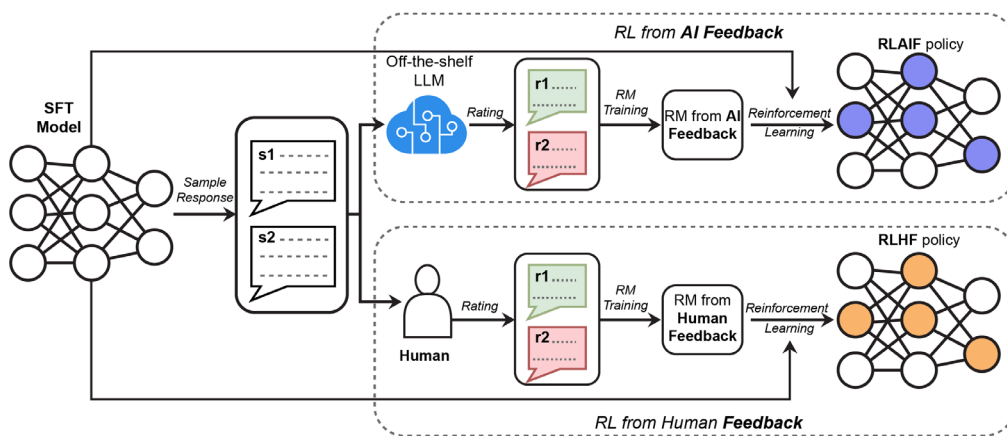 RL from AI Feedback
RLAIF policy
Off-the-shelf
LLM
SFT
Model
Sample
Response
s1
s2
Rating
r1
r2
RM
Training
RM from AI
Feedback
Reinforcement
Learning
Human
Rating
r1
r2
RM
Training
RM from
Human
Feedback
Reinforcement
Learning
RLHF policy
RL from Human Feedback